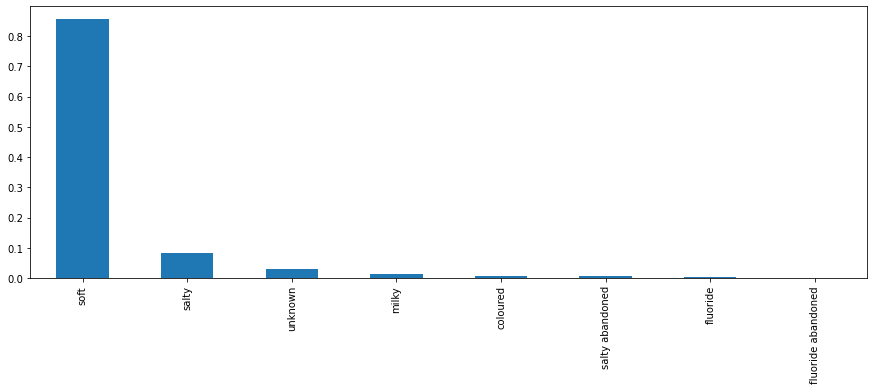 0.8
0.7
0.6
0.5
0.4
0.3
0.2
0.1
0.0
soft
salty
unknown
milky
coloured
salty abandoned
fluoride
fluoride abandoned